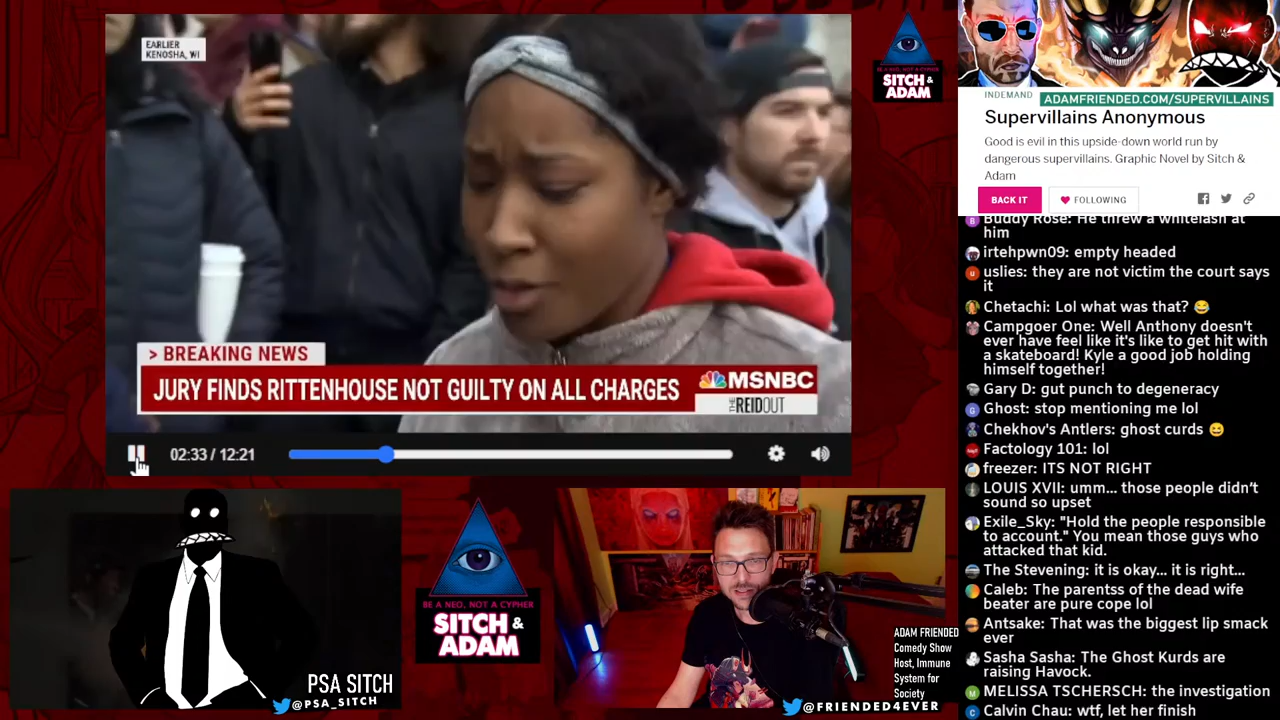 EARLIER
KENOSHA, WI
> BREAKING NEWS
JURY FINDS RITTENHOUSE NOT GUILTY ON ALL CHARGES
MSNBC
THE REIDOUT
02:33 / 12:21
BE A NEO, NOT A CYPHER
SITCH &
ADAM
INDEMAND
ADAMFRIENDED.COM/SUPERVILLAINS
Supervillains Anonymous
Good is evil in this upside-down world run by
dangerous supervillains. Graphic Novel by Sitch &
Adam
BACK IT
FOLLOWING
Buddy Rose: He threw a whitelash at
him
irtehpwn09: empty headed
uslies: they are not victim the court says
it
Chetachi: Lol what was that? 😂
Campgoer One: Well Anthony doesn't
ever have feel like it's like to get hit with
a skateboard! Kyle a good job holding
himself together!
Gary D: gut punch to degeneracy
Ghost: stop mentioning me lol
Chekhov's Antlers: ghost curds 😄
Factology 101: lol
freezer: ITS NOT RIGHT
LOUIS XVII: umm... those people didn't
sound so upset
Exile_Sky: "Hold the people responsible
to account." You mean those guys who
attacked that kid.
The Stevening: it is okay... it is right...
Caleb: The parentss of the dead wife
beater are pure cope lol
Antsake: That was the biggest lip smack
ever
Sasha Sasha: The Ghost Kurds are
raising Havock.
MELISSA TSCHERSCH: the investigation
Calvin Chau: wtf, let her finish
PSA SITCH
@PSA_SITCH
BE A NEO, NOT A CYPHER
SITCH &
ADAM
ADAM FRIENDED
Comedy Show
Host, Immune
System for
Society
@FRIENDED4EVER